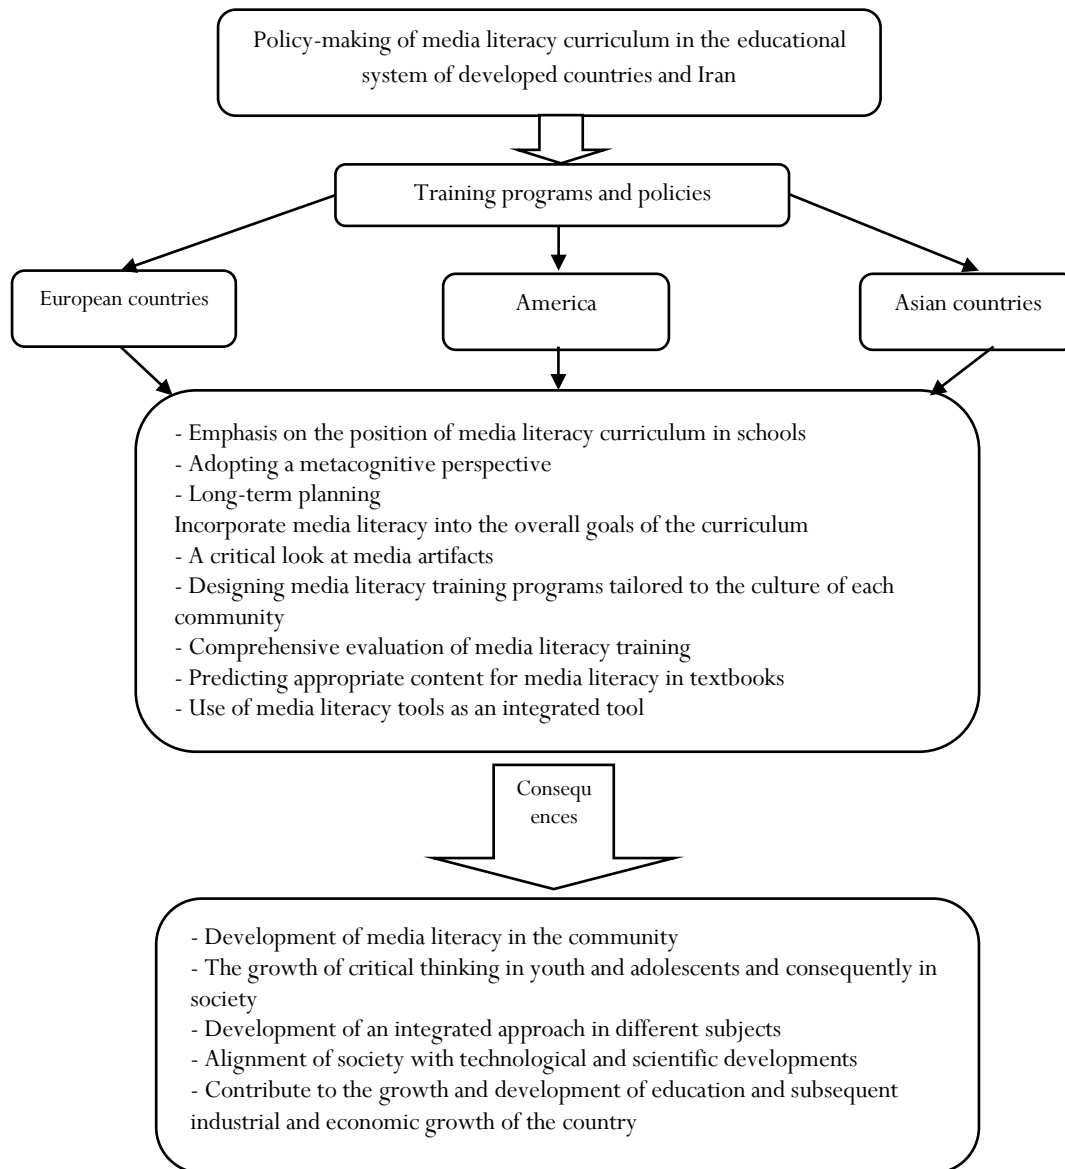 Policy-making of media literacy curriculum in the educational
system of developed countries and Iran
Training programs and policies
European countries
America
Asian countries
- Emphasis on the position of media literacy curriculum in schools
- Adopting a metacognitive perspective
- Long-term planning
Incorporate media literacy into the overall goals of the curriculum
- A critical look at media artifacts
- Designing media literacy training programs tailored to the culture of each
community
- Comprehensive evaluation of media literacy training
- Predicting appropriate content for media literacy in textbooks
- Use of media literacy tools as an integrated tool
Consequ
ences
- Development of media literacy in the community
- The growth of critical thinking in youth and adolescents and consequently in
society
- Development of an integrated approach in different subjects
- Alignment of society with technological and scientific developments
- Contribute to the growth and development of education and subsequent
industrial and economic growth of the country